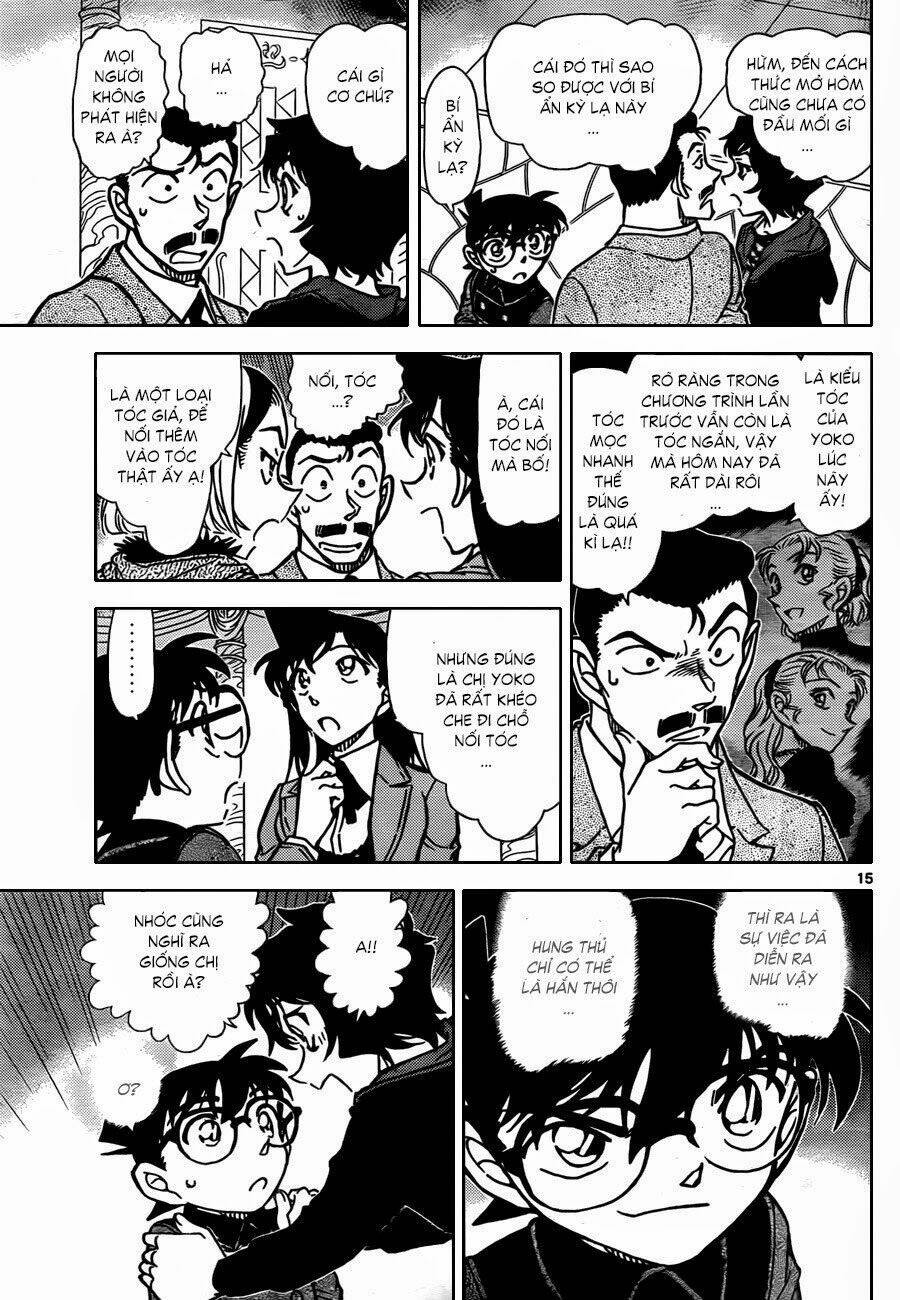 HỪM, ĐẾN CÁCH
THỨC MỞ HÒM
CŨNG CHƯA CÓ
ĐẦU MỐI GÌ
...
CÁI ĐÓ THÌ SAO
SO ĐƯỢC VỚI BÍ
ẨN KỲ LẠ NÀY
...
BÍ
ẨN
KỲ
LẠ?
CÁI GÌ
CƠ CHỨ?
HẢ
...
MỌI
NGƯỜI
KHÔNG
PHÁT HIỆN
RA À?
LÀ KIỂU
TÓC
CỦA
YOKO
LÚC
NÀY
ẤY!
RÕ RÀNG TRONG
CHƯƠNG TRÌNH LẦN
TRƯỚC VẪN CÒN LÀ
TÓC NGẮN, VẬY
MÀ HÔM NAY ĐÃ
RẤT DÀI RỒI
...
TÓC
MỌC
NHANH
THẾ
ĐÚNG
LÀ QUÁ
KÌ LẠ!!
À, CÁI
ĐÓ LÀ
TÓC NỐI
MÀ BỐ!
NỐI, TÓC
...?
LÀ MỘT LOẠI
TÓC GIẢ, ĐỂ
NỐI THÊM
VÀO TÓC
THẬT ẤY Ạ!
NHƯNG ĐÚNG
LÀ CHỊ YOKO
ĐÃ RẤT KHÉO
CHE ĐI CHỖ
NỐI TÓC
...
........
15
THÌ RA LÀ
SỰ VIỆC ĐÃ
DIỄN RA
NHƯ VẬY
...
HUNG THỦ
CHỈ CÓ THỂ
LÀ HẮN THÔI
...
A!!
NHÓC CŨNG
NGHĨ RA
GIỐNG CHỊ
RỒI À?
Ơ?